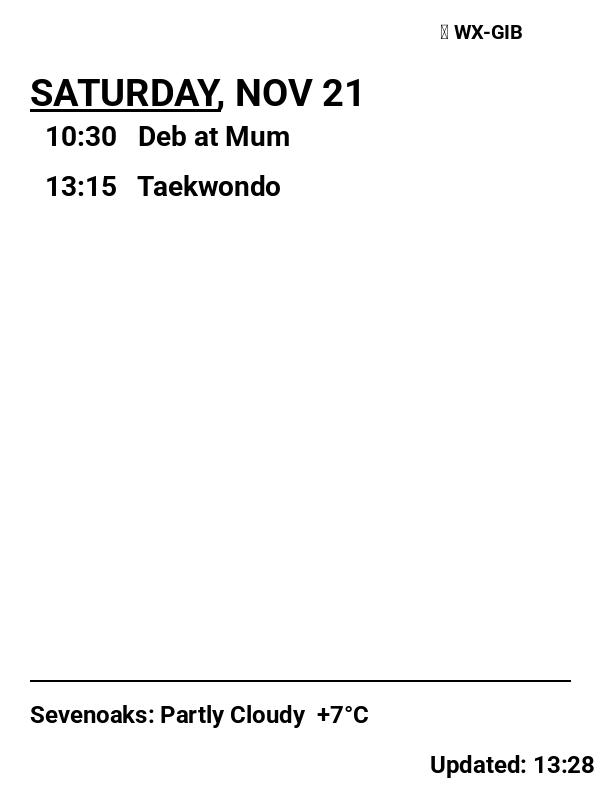 WX-GIB
SATURDAY, NOV 21
10:30 Deb at Mum
13:15 Taekwondo
Sevenoaks: Partly Cloudy +7°C
Updated: 13:28